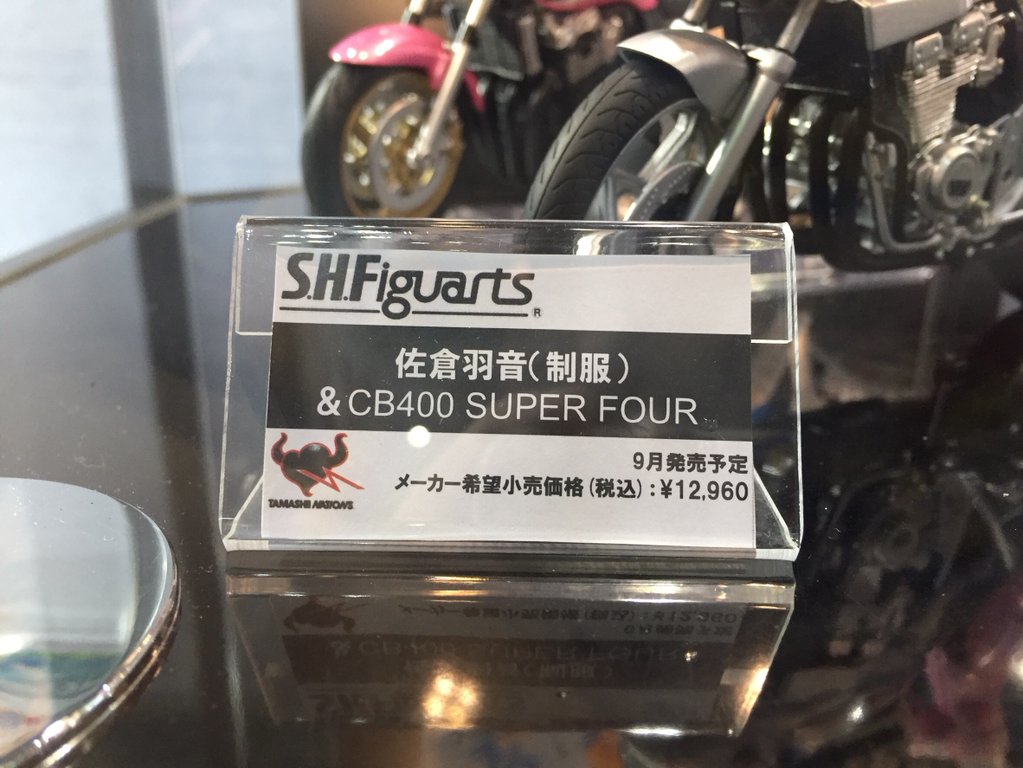 S.H.Figuarts ®
佐倉羽音(制服)
&CB400 SUPER FOUR
9月発売予定
メーカー希望小売価格(税込):¥12,960
TAMASHII NATIONS